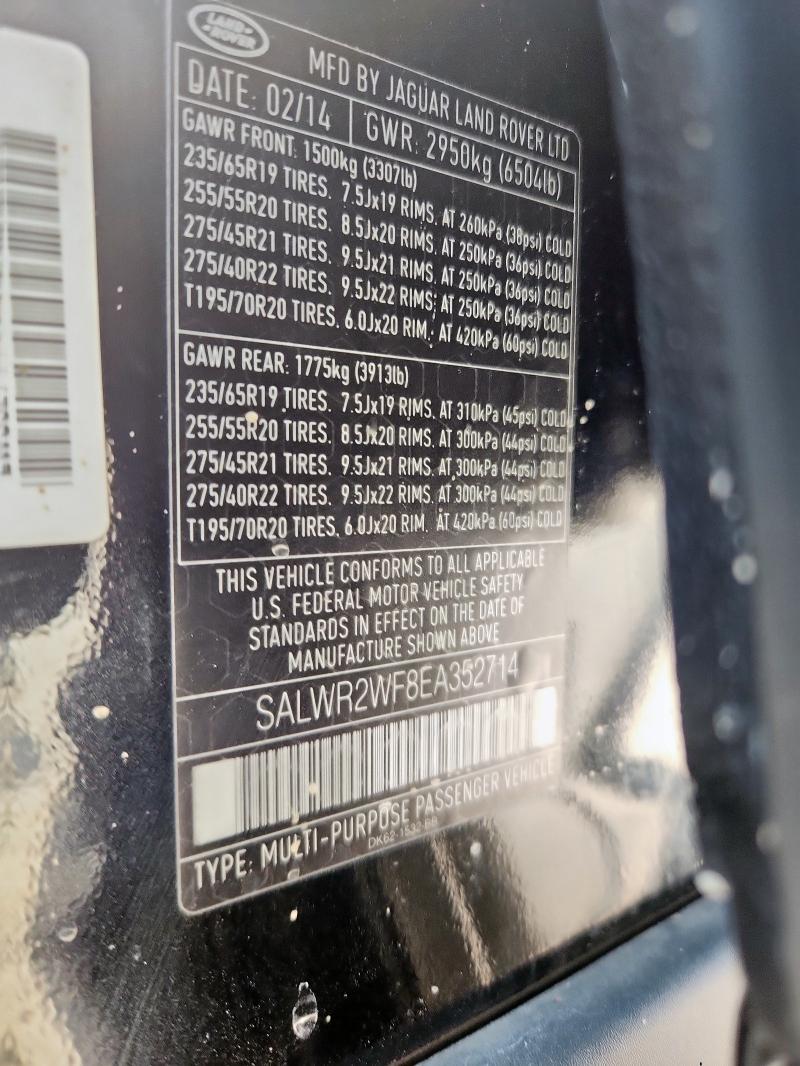 LAND
ROVER
MFD BY JAGUAR LAND ROVER LTD
DATE: 02/14 GWR: 2950kg (6504lb)
GAWR FRONT: 1500kg (3307lb)
235/65R19 TIRES. 7.5Jx19 RIMS. AT 260kPa (38psi) COLD
255/55R20 TIRES. 8.5Jx20 RIMS. AT 250kPa (36psi) COLD
275/45R21 TIRES. 9.5Jx21 RIMS. AT 250kPa (36psi) COLD
275/40R22 TIRES. 9.5Jx22 RIMS. AT 250kPa (36psi) COLD
T195/70R20 TIRES. 6.0Jx20 RIM. AT 420kPa (60psi) COLD
GAWR REAR: 1775kg (3913lb)
235/65R19 TIRES. 7.5Jx19 RIMS. AT 310kPa (45psi) COLD
255/55R20 TIRES. 8.5Jx20 RIMS. AT 300kPa (44psi) COLD
275/45R21 TIRES. 9.5Jx21 RIMS. AT 300kPa (44psi) COLD
275/40R22 TIRES. 9.5Jx22 RIMS. AT 300kPa (44psi) COLD
T195/70R20 TIRES. 6.0Jx20 RIM. AT 420kPa (60psi) COLD
THIS VEHICLE CONFORMS TO ALL APPLICABLE
U.S. FEDERAL MOTOR VEHICLE SAFETY
STANDARDS IN EFFECT ON THE DATE OF
MANUFACTURE SHOWN ABOVE
SALWR2WF8EA352714
TYPE: MULTI-PURPOSE PASSENGER VEHICLE